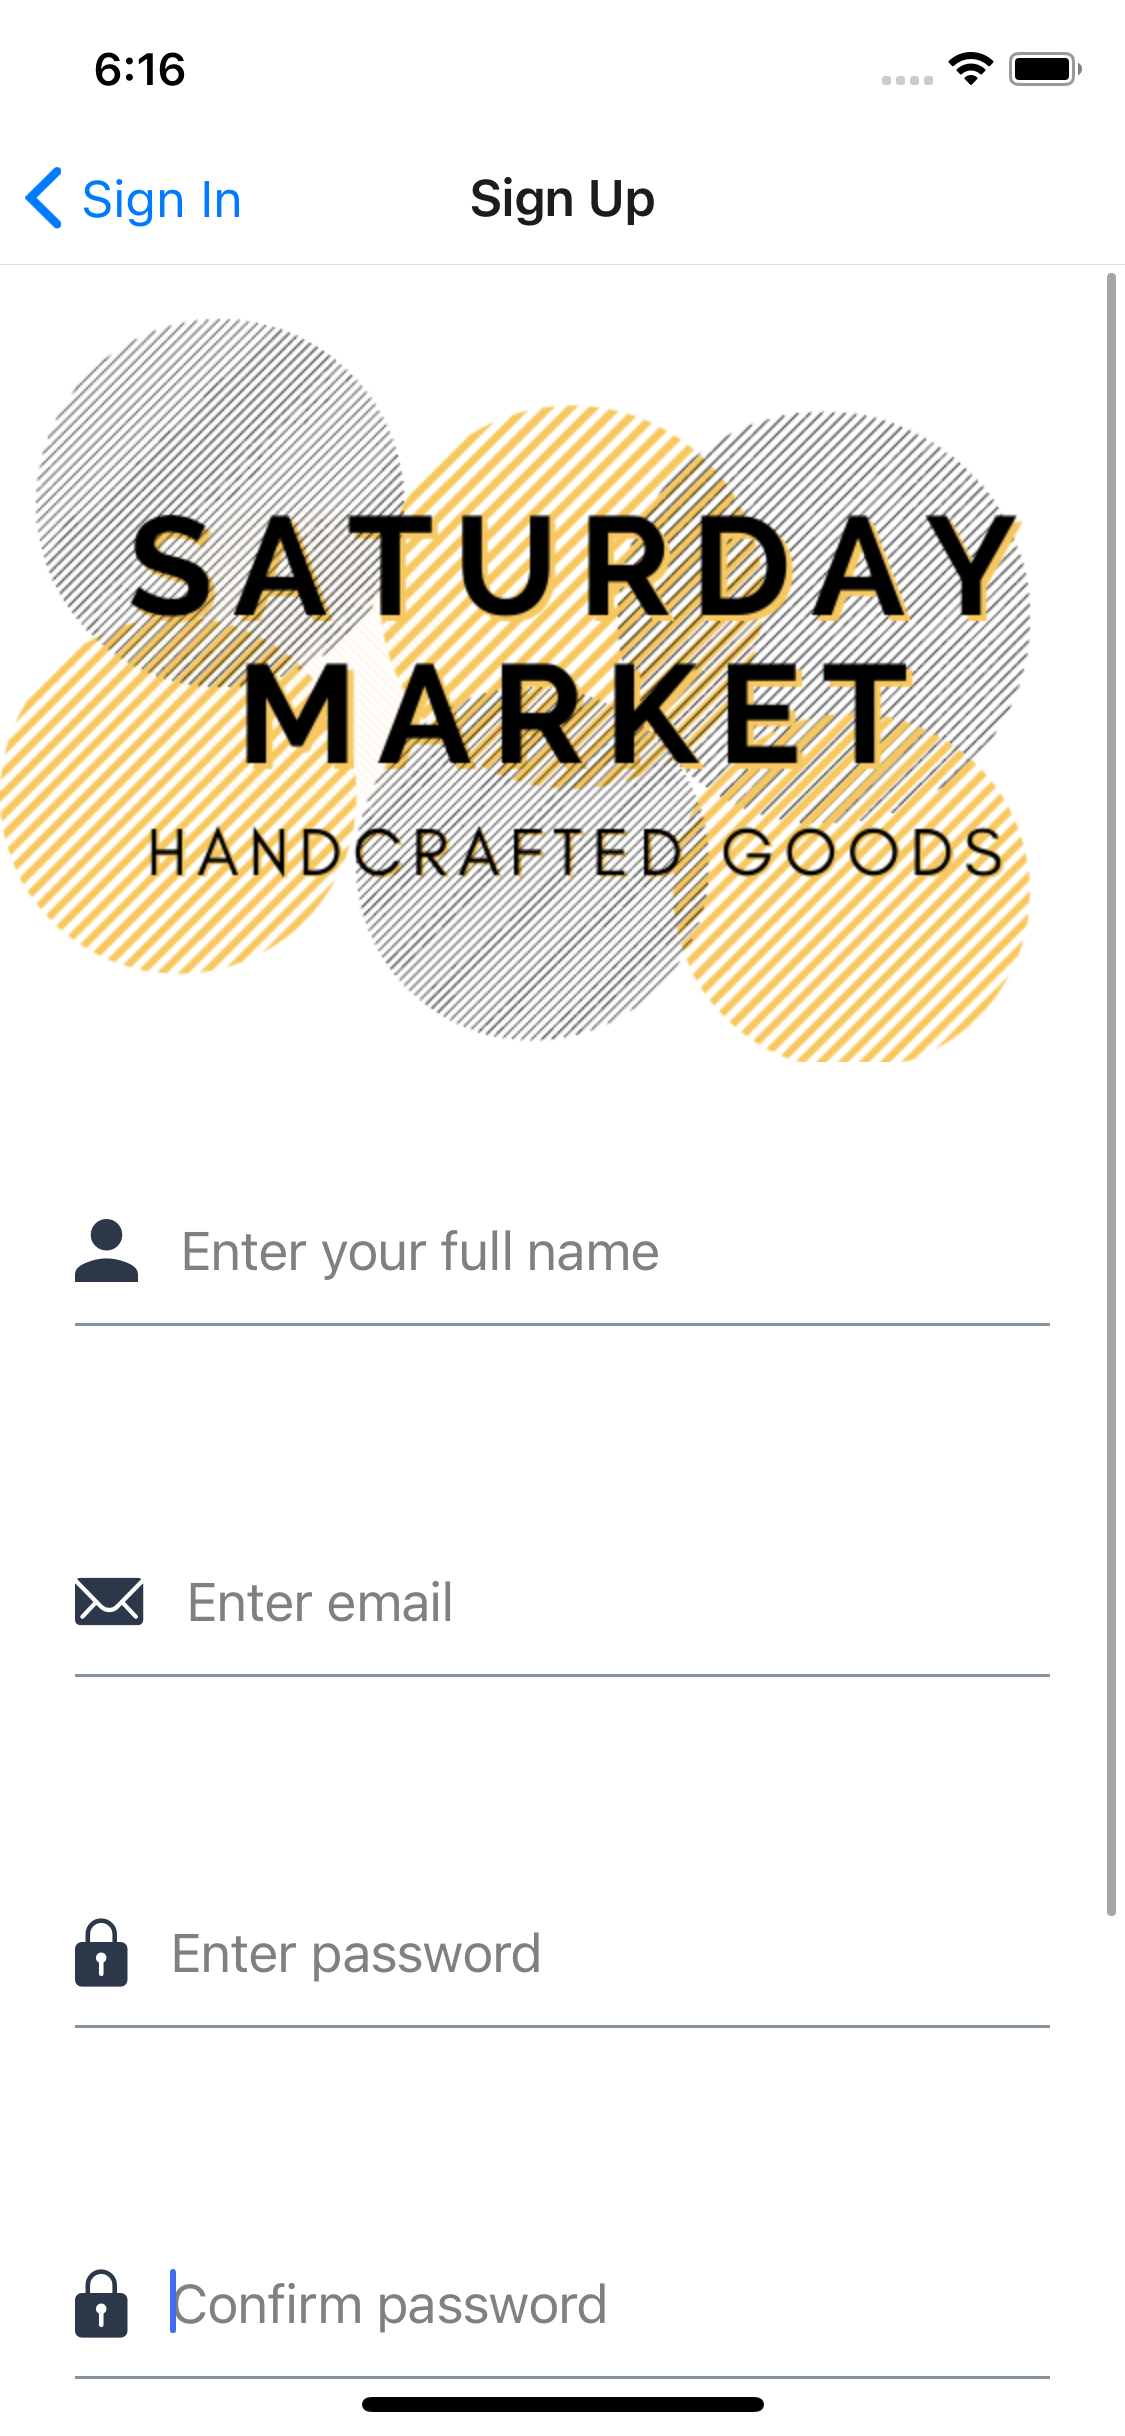 6:16
Sign In
Sign Up
SATURDAY
MARKET
HANDCRAFTED GOODS
Enter your full name
Enter email
Enter password
Confirm password